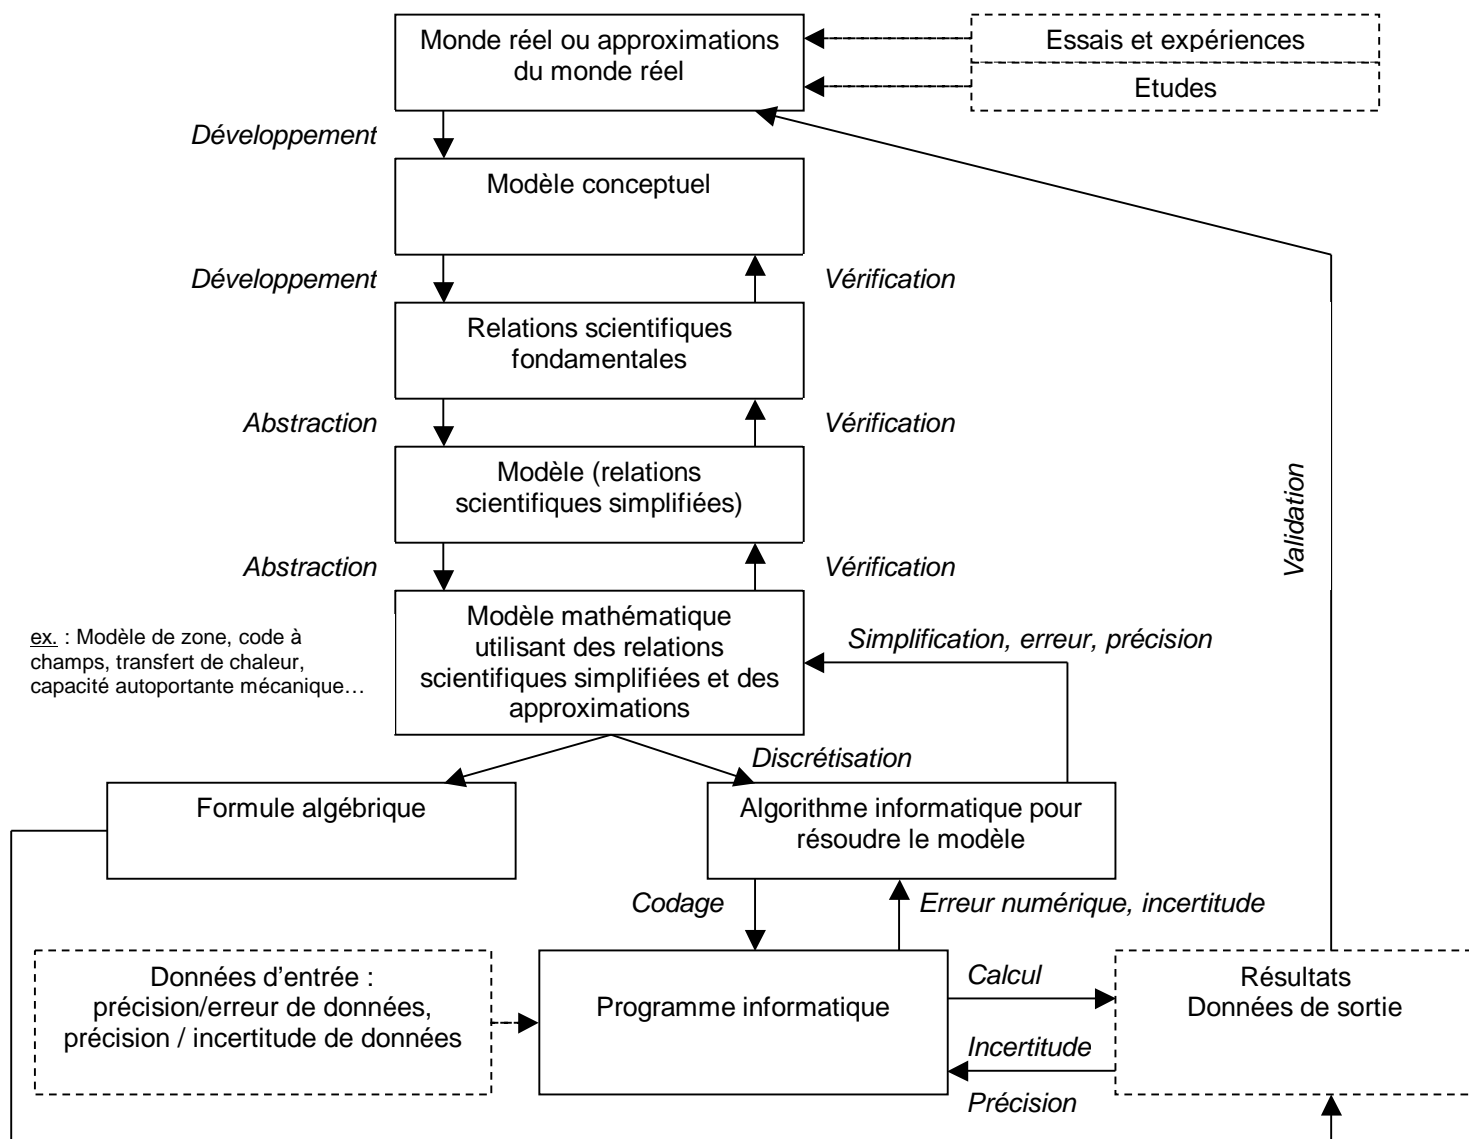 Monde réel ou approximations
du monde réel
Essais et expériences
Etudes
Développement
Modèle conceptuel
Développement
Vérification
Relations scientifiques
fondamentales
Abstraction
Vérification
Modèle (relations
scientifiques simplifiées)
Validation
Abstraction
Vérification
Modèle mathématique
utilisant des relations
scientifiques simplifiées et des
approximations
ex. : Modèle de zone, code à
champs, transfert de chaleur,
capacité autoportante mécanique…
Simplification, erreur, précision
Discrétisation
Formule algébrique
Algorithme informatique pour
résoudre le modèle
Codage
Erreur numérique, incertitude
Données d’entrée :
précision/erreur de données,
précision / incertitude de données
Programme informatique
Calcul
Incertitude
Précision
Résultats
Données de sortie